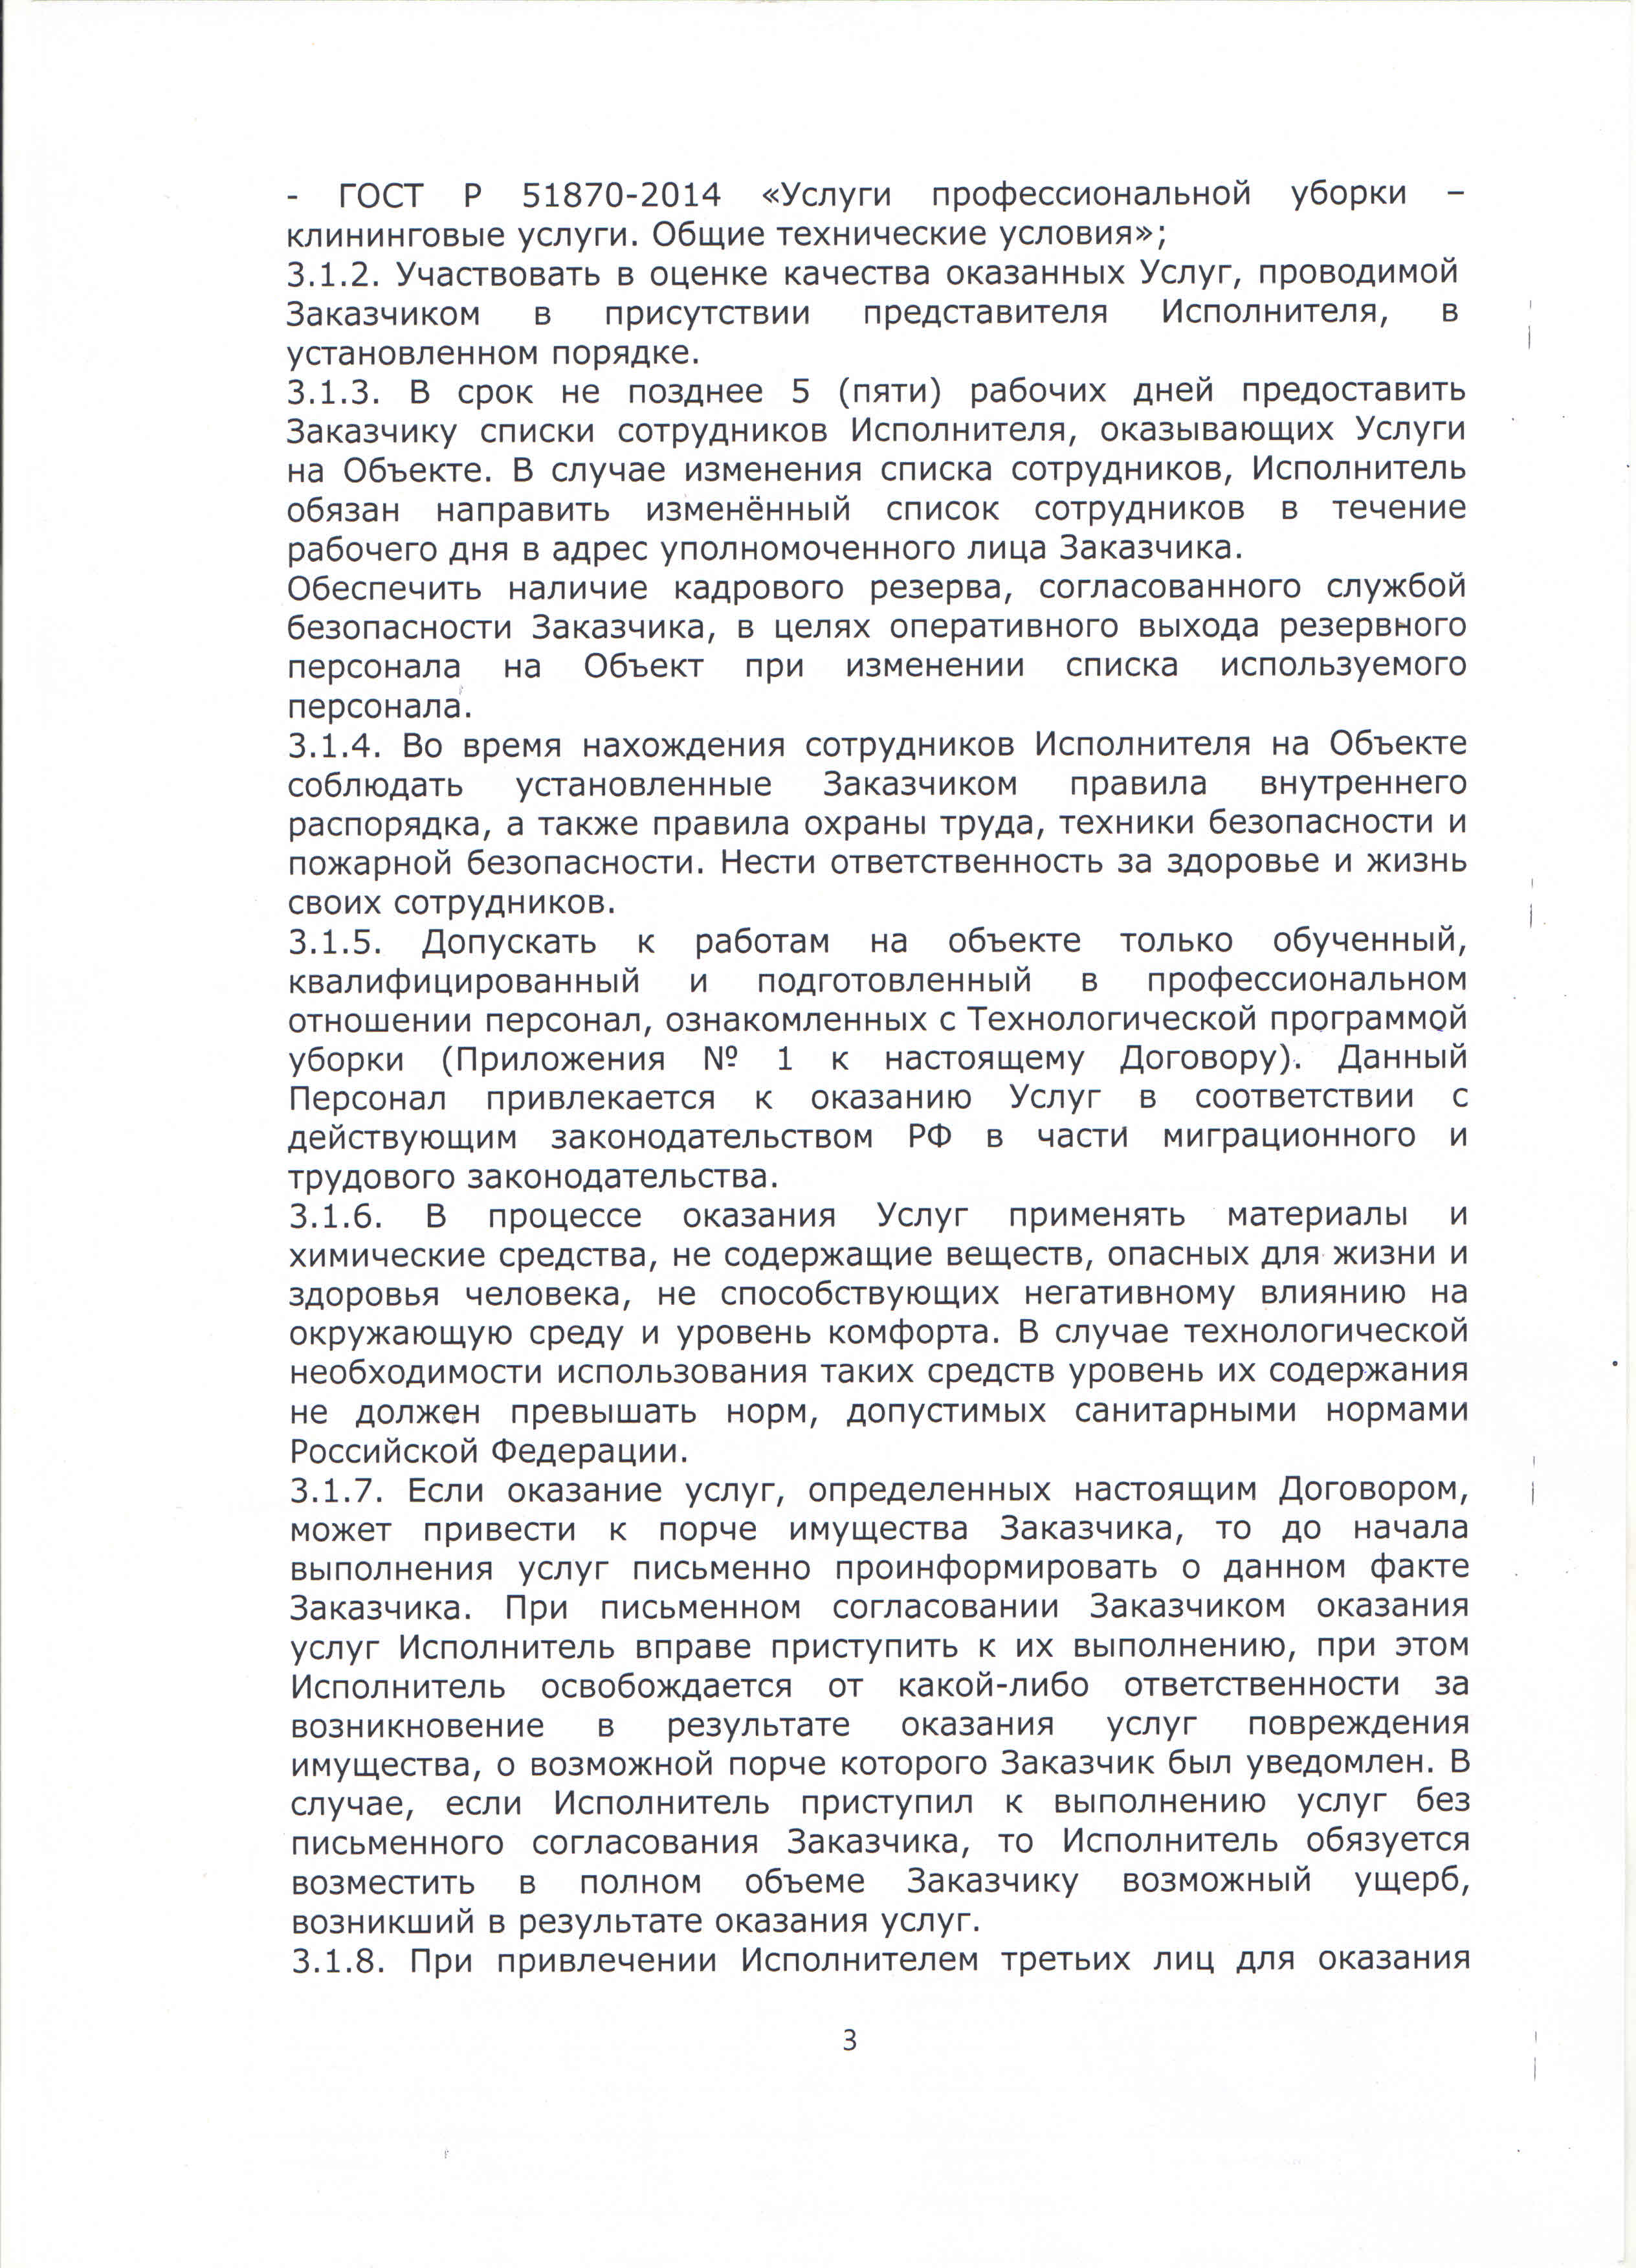 - ГОСТ Р 51870-2014 «Услуги профессиональной уборки –
клининговые услуги. Общие технические условия»;
3.1.2. Участвовать в оценке качества оказанных Услуг, проводимой
Заказчиком в присутствии представителя Исполнителя, в
установленном порядке.
3.1.3. В срок не позднее 5 (пяти) рабочих дней предоставить
Заказчику списки сотрудников Исполнителя, оказывающих Услуги
на Объекте. В случае изменения списка сотрудников, Исполнитель
обязан направить изменённый список сотрудников в течение
рабочего дня в адрес уполномоченного лица Заказчика.
Обеспечить наличие кадрового резерва, согласованного службой
безопасности Заказчика, в целях оперативного выхода резервного
персонала на Объект при изменении списка используемого
персонала.
3.1.4. Во время нахождения сотрудников Исполнителя на Объекте
соблюдать установленные Заказчиком правила внутреннего
распорядка, а также правила охраны труда, техники безопасности и
пожарной безопасности. Нести ответственность за здоровье и жизнь
своих сотрудников.
3.1.5. Допускать к работам на объекте только обученный,
квалифицированный и подготовленный в профессиональном
отношении персонал, ознакомленных с Технологической программой
уборки (Приложения № 1 к настоящему Договору). Данный
Персонал привлекается к оказанию Услуг в соответствии с
действующим законодательством РФ в части миграционного и
трудового законодательства.
3.1.6. В процессе оказания Услуг применять материалы и
химические средства, не содержащие веществ, опасных для жизни и
здоровья человека, не способствующих негативному влиянию на
окружающую среду и уровень комфорта. В случае технологической
необходимости использования таких средств уровень их содержания
не должен превышать норм, допустимых санитарными нормами
Российской Федерации.
3.1.7. Если оказание услуг, определенных настоящим Договором,
может привести к порче имущества Заказчика, то до начала
выполнения услуг письменно проинформировать о данном факте
Заказчика. При письменном согласовании Заказчиком оказания
услуг Исполнитель вправе приступить к их выполнению, при этом
Исполнитель освобождается от какой-либо ответственности за
возникновение в результате оказания услуг повреждения
имущества, о возможной порче которого Заказчик был уведомлен. В
случае, если Исполнитель приступил к выполнению услуг без
письменного согласования Заказчика, то Исполнитель обязуется
возместить в полном объеме Заказчику возможный ущерб,
возникший в результате оказания услуг.
3.1.8. При привлечении Исполнителем третьих лиц для оказания
3